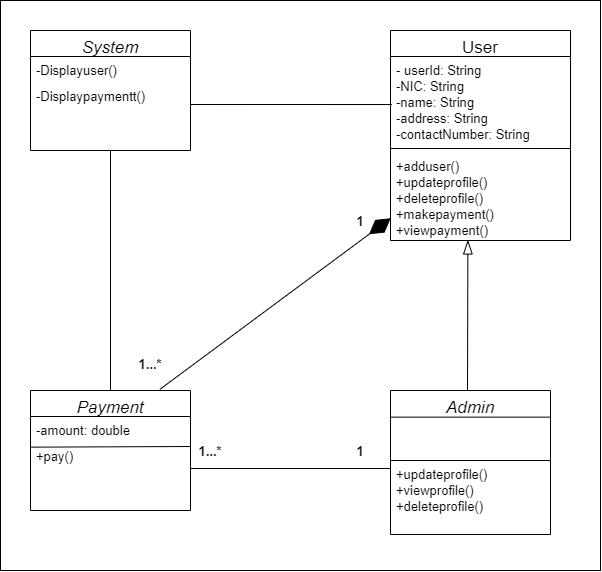 System
-Displayuser()
-Displaypaymentt()
User
- userId: String
-NIC: String
-name: String
-address: String
-contactNumber: String
+adduser()
+updateprofile()
+deleteprofile()
+makepayment()
+viewpayment()
1
1...*
Payment
-amount: double
+pay()
1...*
1
Admin
+updateprofile()
+viewprofile()
+deleteprofile()